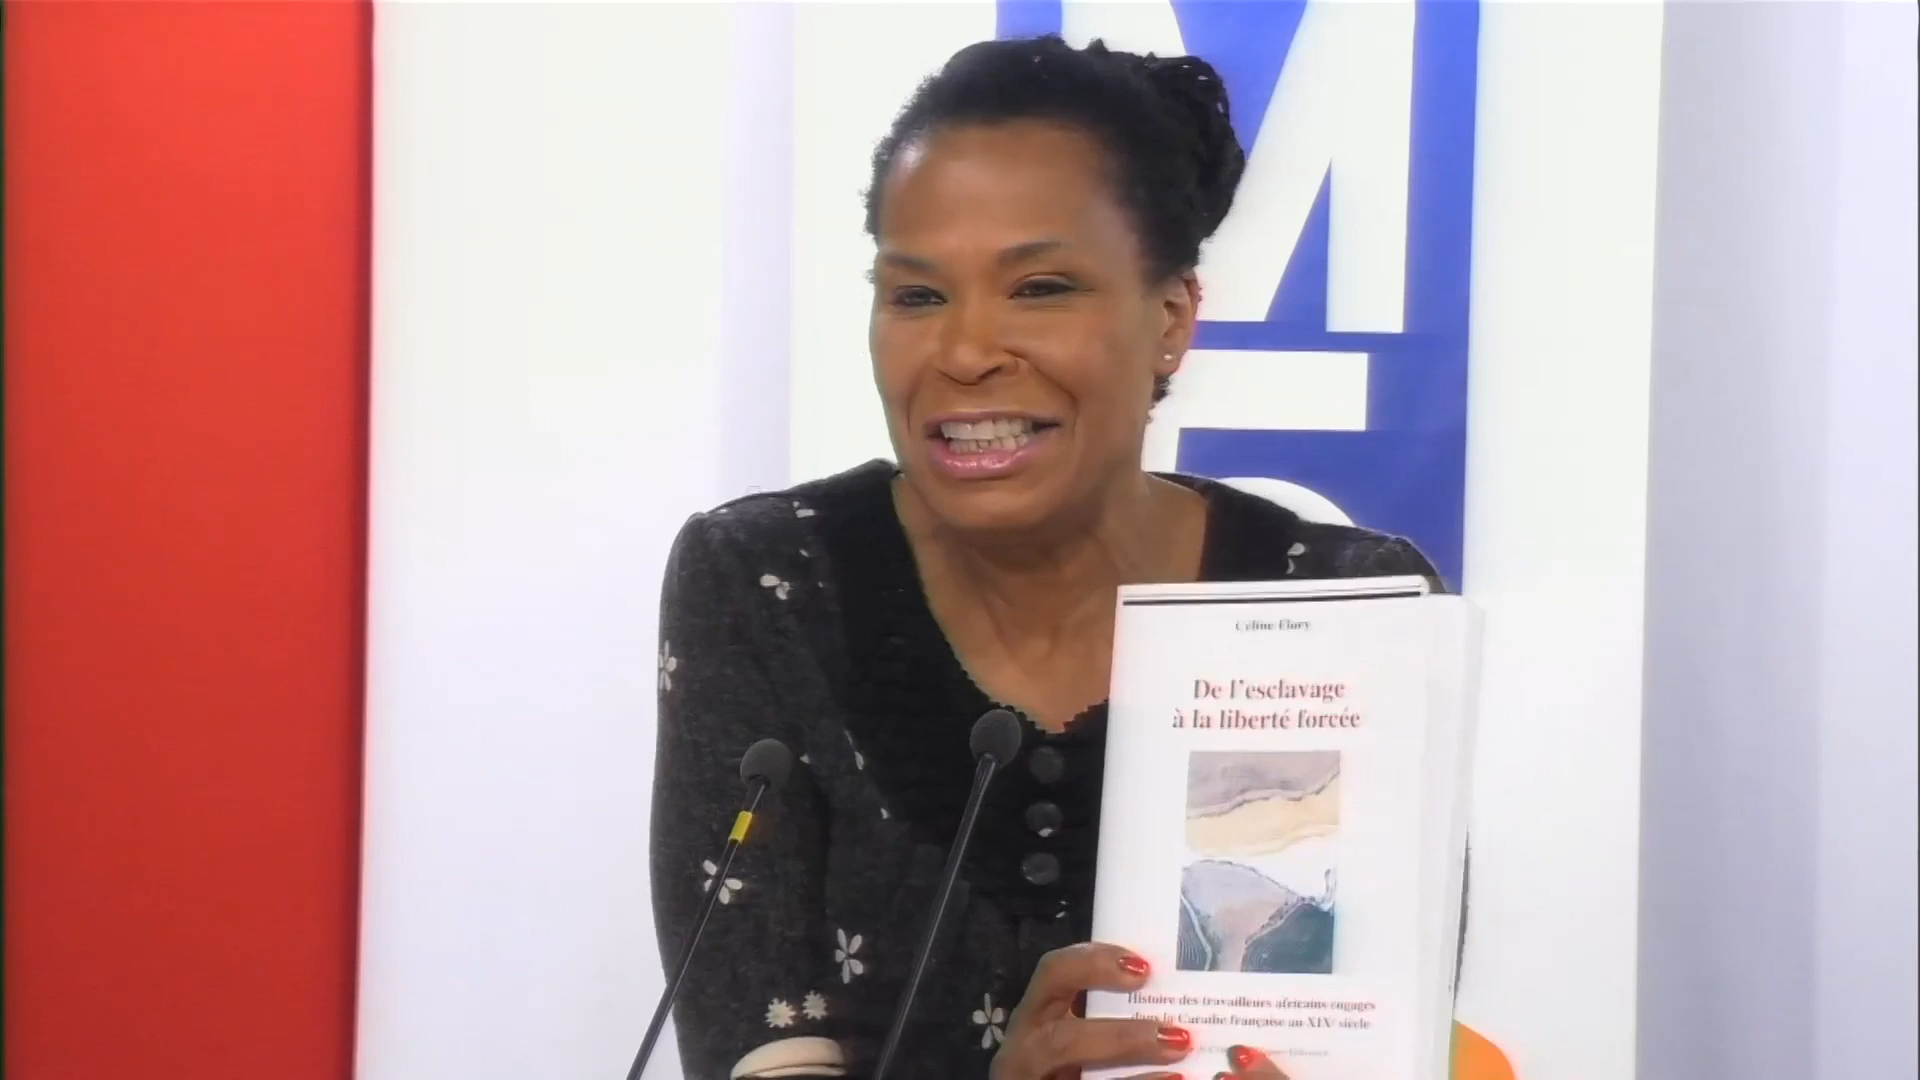 Céline Flory
De l'esclavage
à la liberté forcée
Histoire des travailleurs africains engagés
dans la Caraïbe française au XIXe siècle